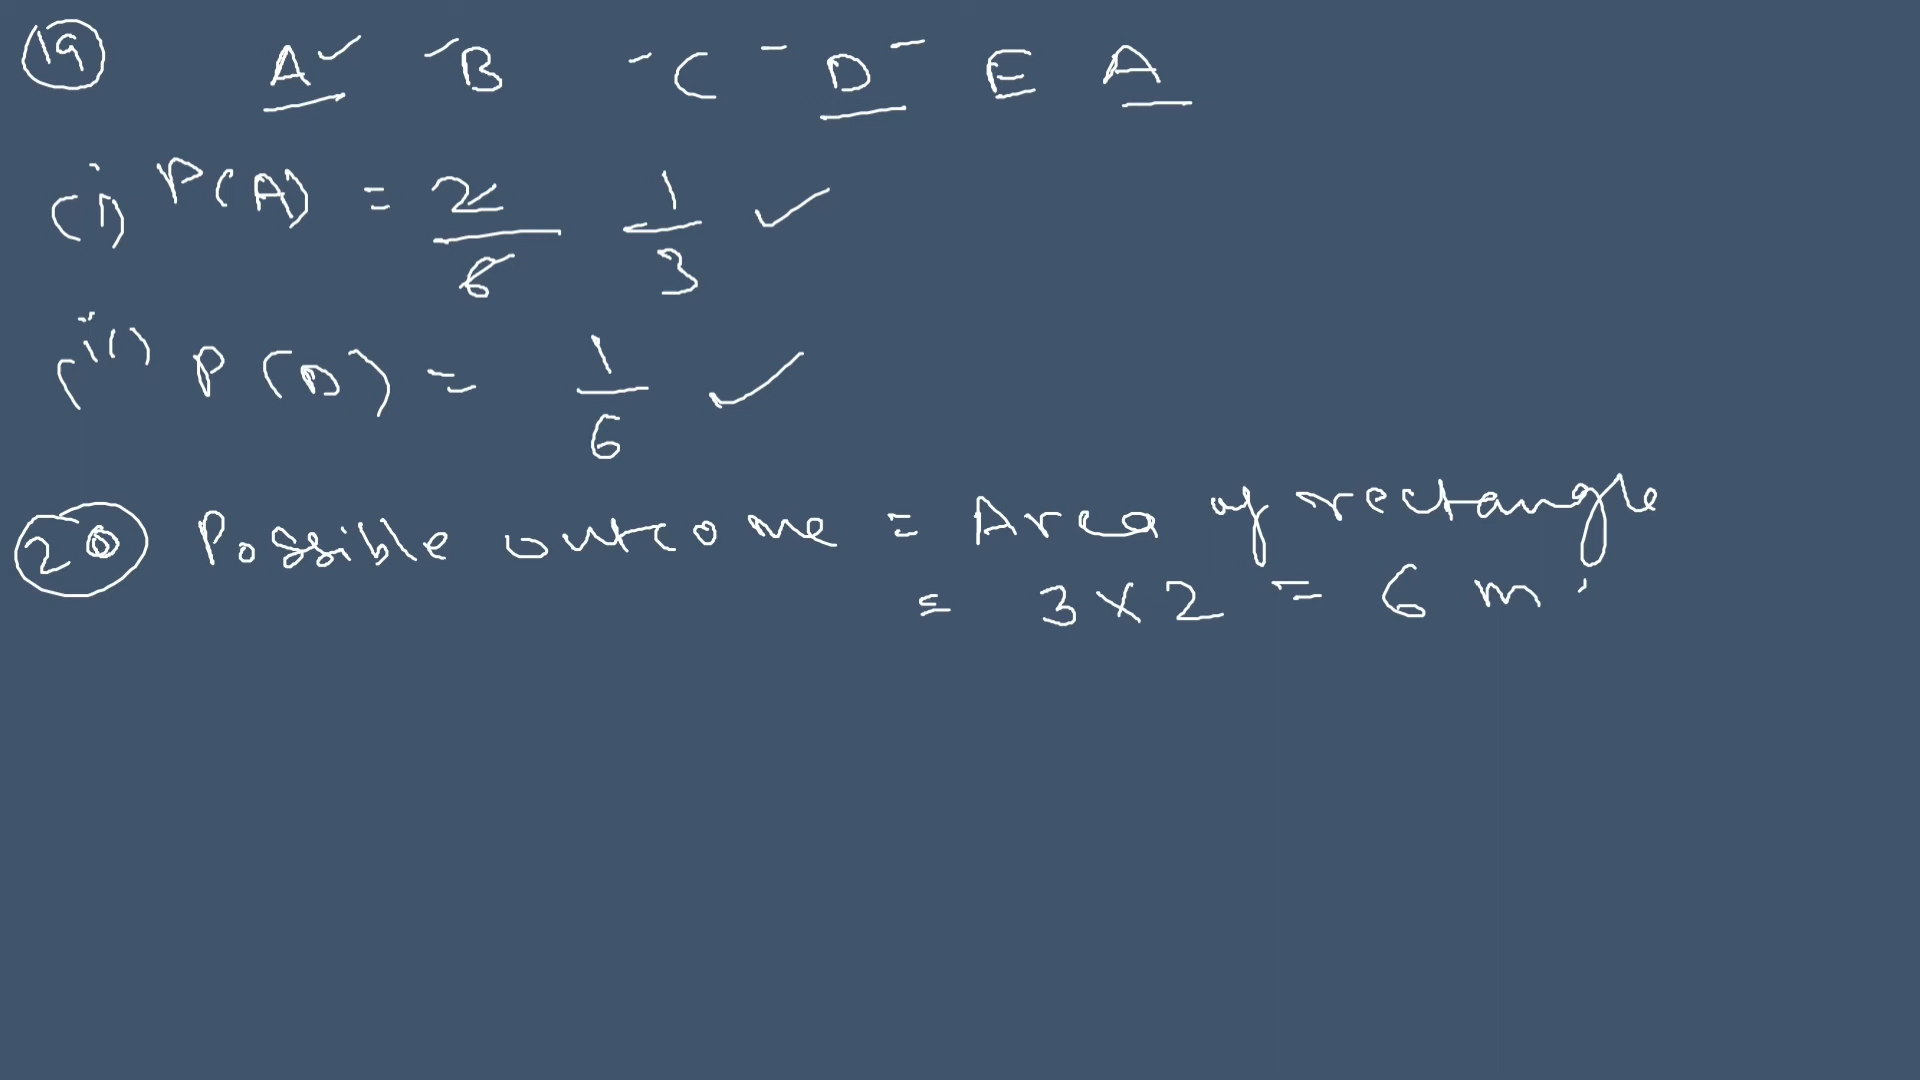 19 A ✓ B C D E A
(i) P(A) = 2/6 1/3 ✓
(ii) P(D) = 1/6 ✓
20 Possible outcome = Area of rectangle
= 3 × 2 = 6 m